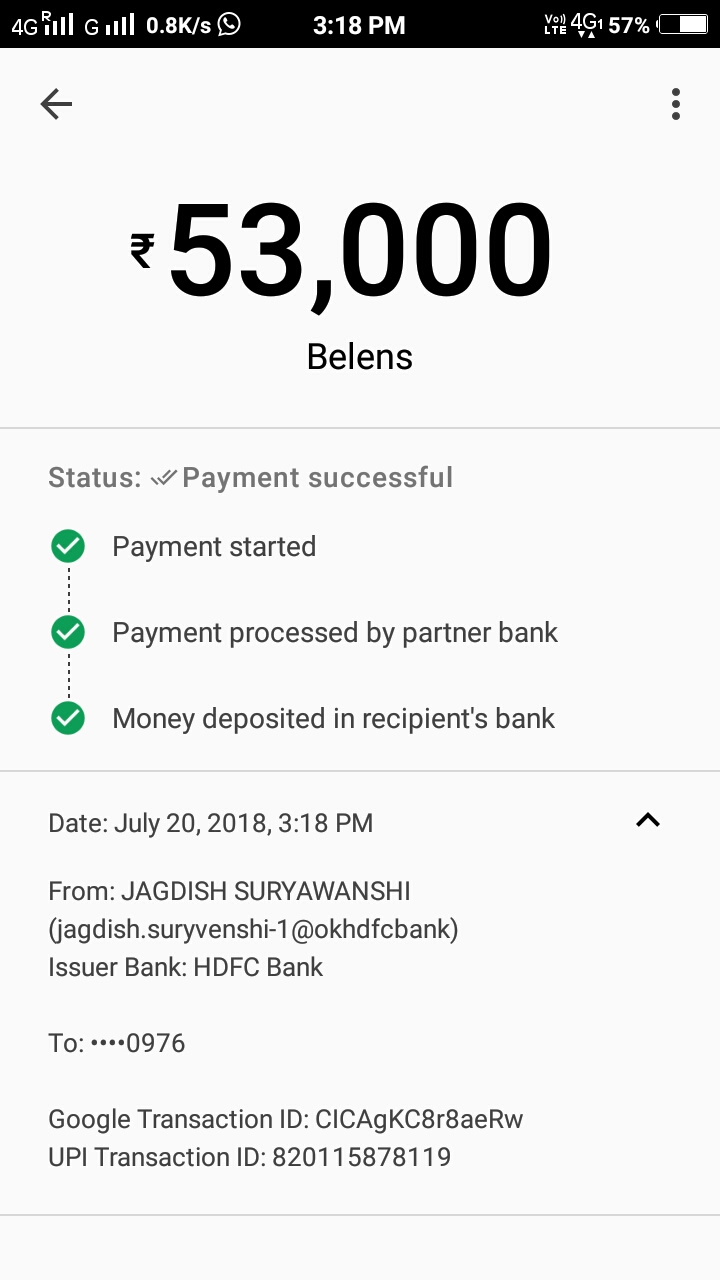 4G R G 0.8K/s 3:18 PM Vo)) LTE 4G1 57%
₹53,000
Belens
Status: Payment successful
Payment started
Payment processed by partner bank
Money deposited in recipient's bank
Date: July 20, 2018, 3:18 PM
From: JAGDISH SURYAWANSHI
(jagdish.suryvenshi-1@okhdfcbank)
Issuer Bank: HDFC Bank
To: ••••0976
Google Transaction ID: CICAgKC8r8aeRw
UPI Transaction ID: 820115878119